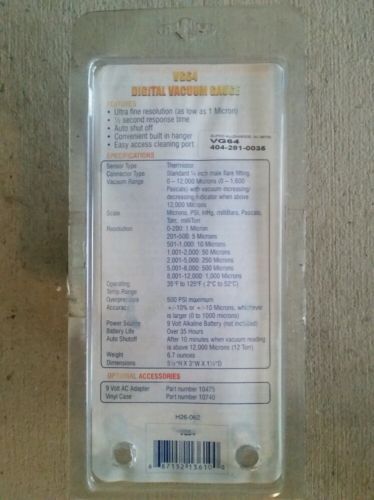 VG64
DIGITAL VACUUM GAUGE
FEATURES
• Ultra fine resolution (as low as 1 Micron)
• ½ second response time
• Auto shut off
• Convenient built in hanger
• Easy access cleaning port
VG64
404-281-0036
SPECIFICATIONS
Sensor Type Thermistor
Connector Type Standard ¼ inch male flare fitting
Vacuum Range 0 – 12,000 Microns (0 – 1,600
Pascals) with vacuum increasing/
decreasing indicator when above
12,000 Microns
Scale Microns, PSI, InHg, milliBars, Pascals,
Torr, milliTorr
Resolution 0-200: 1 Micron
201-500: 5 Microns
501-1,000: 10 Microns
1,001-2,000: 50 Microns
2,001-5,000: 250 Microns
5,001-8,000: 500 Microns
8,001-12,000: 1,000 Microns
Operating 35°F to 125°F (2°C to 52°C)
Temp. Range
Overpressure 500 PSI maximum
Accuracy +/-10% or +/-10 Microns, whichever
is larger (0 to 1000 microns)
Power Source 9 Volt Alkaline Battery (not included)
Battery Life Over 35 Hours
Auto Shutoff After 10 minutes when vacuum reading
is above 12,000 Microns (12 Torr)
Weight 6.7 ounces
Dimensions
OPTIONAL ACCESSORIES
9 Volt AC Adapter Part number 10475
Vinyl Case Part number 10740
H26-062
VG64
87152 13610